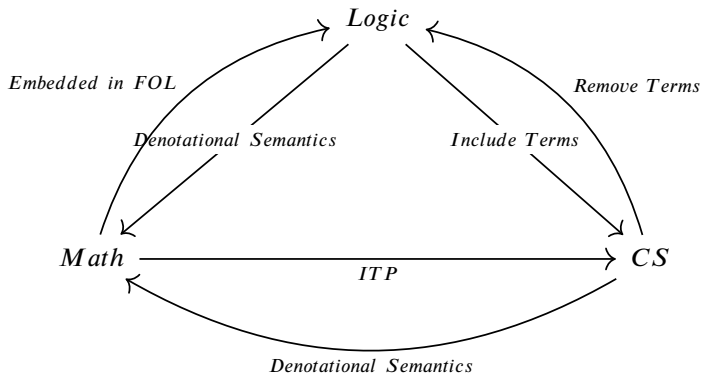 Logic
Embedded in FOL
Remove Terms
Denotational Semantics
Include Terms
Math
CS
ITP
Denotational Semantics